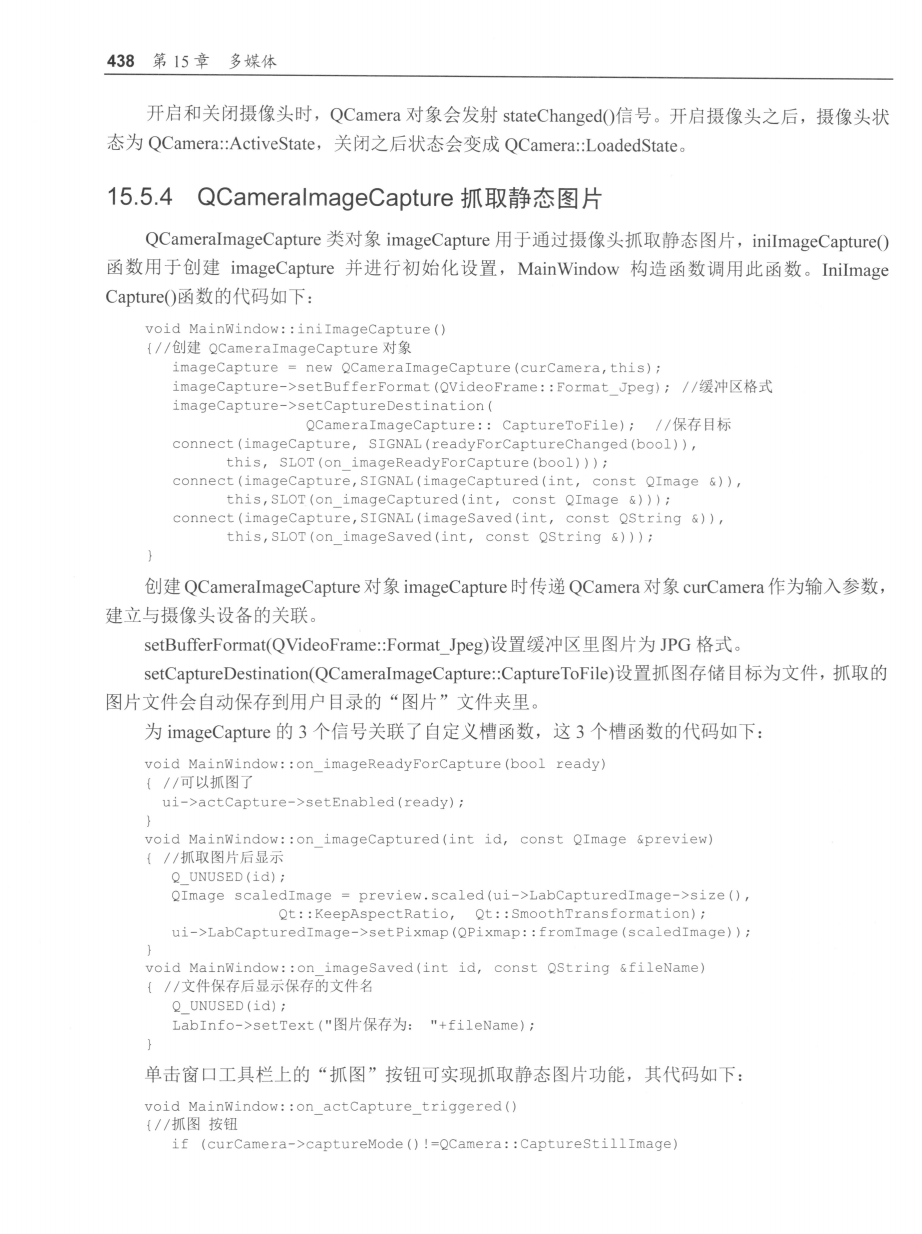 438 第 15 章 多媒体
开启和关闭摄像头时，QCamera 对象会发射 stateChanged()信号。开启摄像头之后，摄像头状
态为 QCamera::ActiveState，关闭之后状态会变成 QCamera::LoadedState。
15.5.4 QCameraImageCapture 抓取静态图片
QCameraImageCapture 类对象 imageCapture 用于通过摄像头抓取静态图片，iniImageCapture()
函数用于创建 imageCapture 并进行初始化设置，MainWindow 构造函数调用此函数。IniImage
Capture()函数的代码如下：
void MainWindow::iniImageCapture()
{//创建 QCameraImageCapture 对象
imageCapture = new QCameraImageCapture(curCamera,this);
imageCapture->setBufferFormat(QVideoFrame::Format_Jpeg); //缓冲区格式
imageCapture->setCaptureDestination(
QCameraImageCapture:: CaptureToFile); //保存目标
connect(imageCapture, SIGNAL(readyForCaptureChanged(bool)),
this, SLOT(on_imageReadyForCapture(bool)));
connect(imageCapture,SIGNAL(imageCaptured(int, const QImage &)),
this,SLOT(on_imageCaptured(int, const QImage &)));
connect(imageCapture,SIGNAL(imageSaved(int, const QString &)),
this,SLOT(on_imageSaved(int, const QString &)));
}
创建 QCameraImageCapture 对象 imageCapture 时传递 QCamera 对象 curCamera 作为输入参数，
建立与摄像头设备的关联。
setBufferFormat(QVideoFrame::Format_Jpeg)设置缓冲区里图片为 JPG 格式。
setCaptureDestination(QCameraImageCapture::CaptureToFile)设置抓图存储目标为文件，抓取的
图片文件会自动保存到用户目录的“图片”文件夹里。
为 imageCapture 的 3 个信号关联了自定义槽函数，这 3 个槽函数的代码如下：
void MainWindow::on_imageReadyForCapture(bool ready)
{ //可以抓图了
ui->actCapture->setEnabled(ready);
}
void MainWindow::on_imageCaptured(int id, const QImage &preview)
{ //抓取图片后显示
Q_UNUSED(id);
QImage scaledImage = preview.scaled(ui->LabCapturedImage->size(),
Qt::KeepAspectRatio, Qt::SmoothTransformation);
ui->LabCapturedImage->setPixmap(QPixmap::fromImage(scaledImage));
}
void MainWindow::on_imageSaved(int id, const QString &fileName)
{ //文件保存后显示保存的文件名
Q_UNUSED(id);
LabInfo->setText("图片保存为： "+fileName);
}
单击窗口工具栏上的“抓图”按钮可实现抓取静态图片功能，其代码如下：
void MainWindow::on_actCapture_triggered()
{//抓图 按钮
if (curCamera->captureMode()!=QCamera::CaptureStillImage)